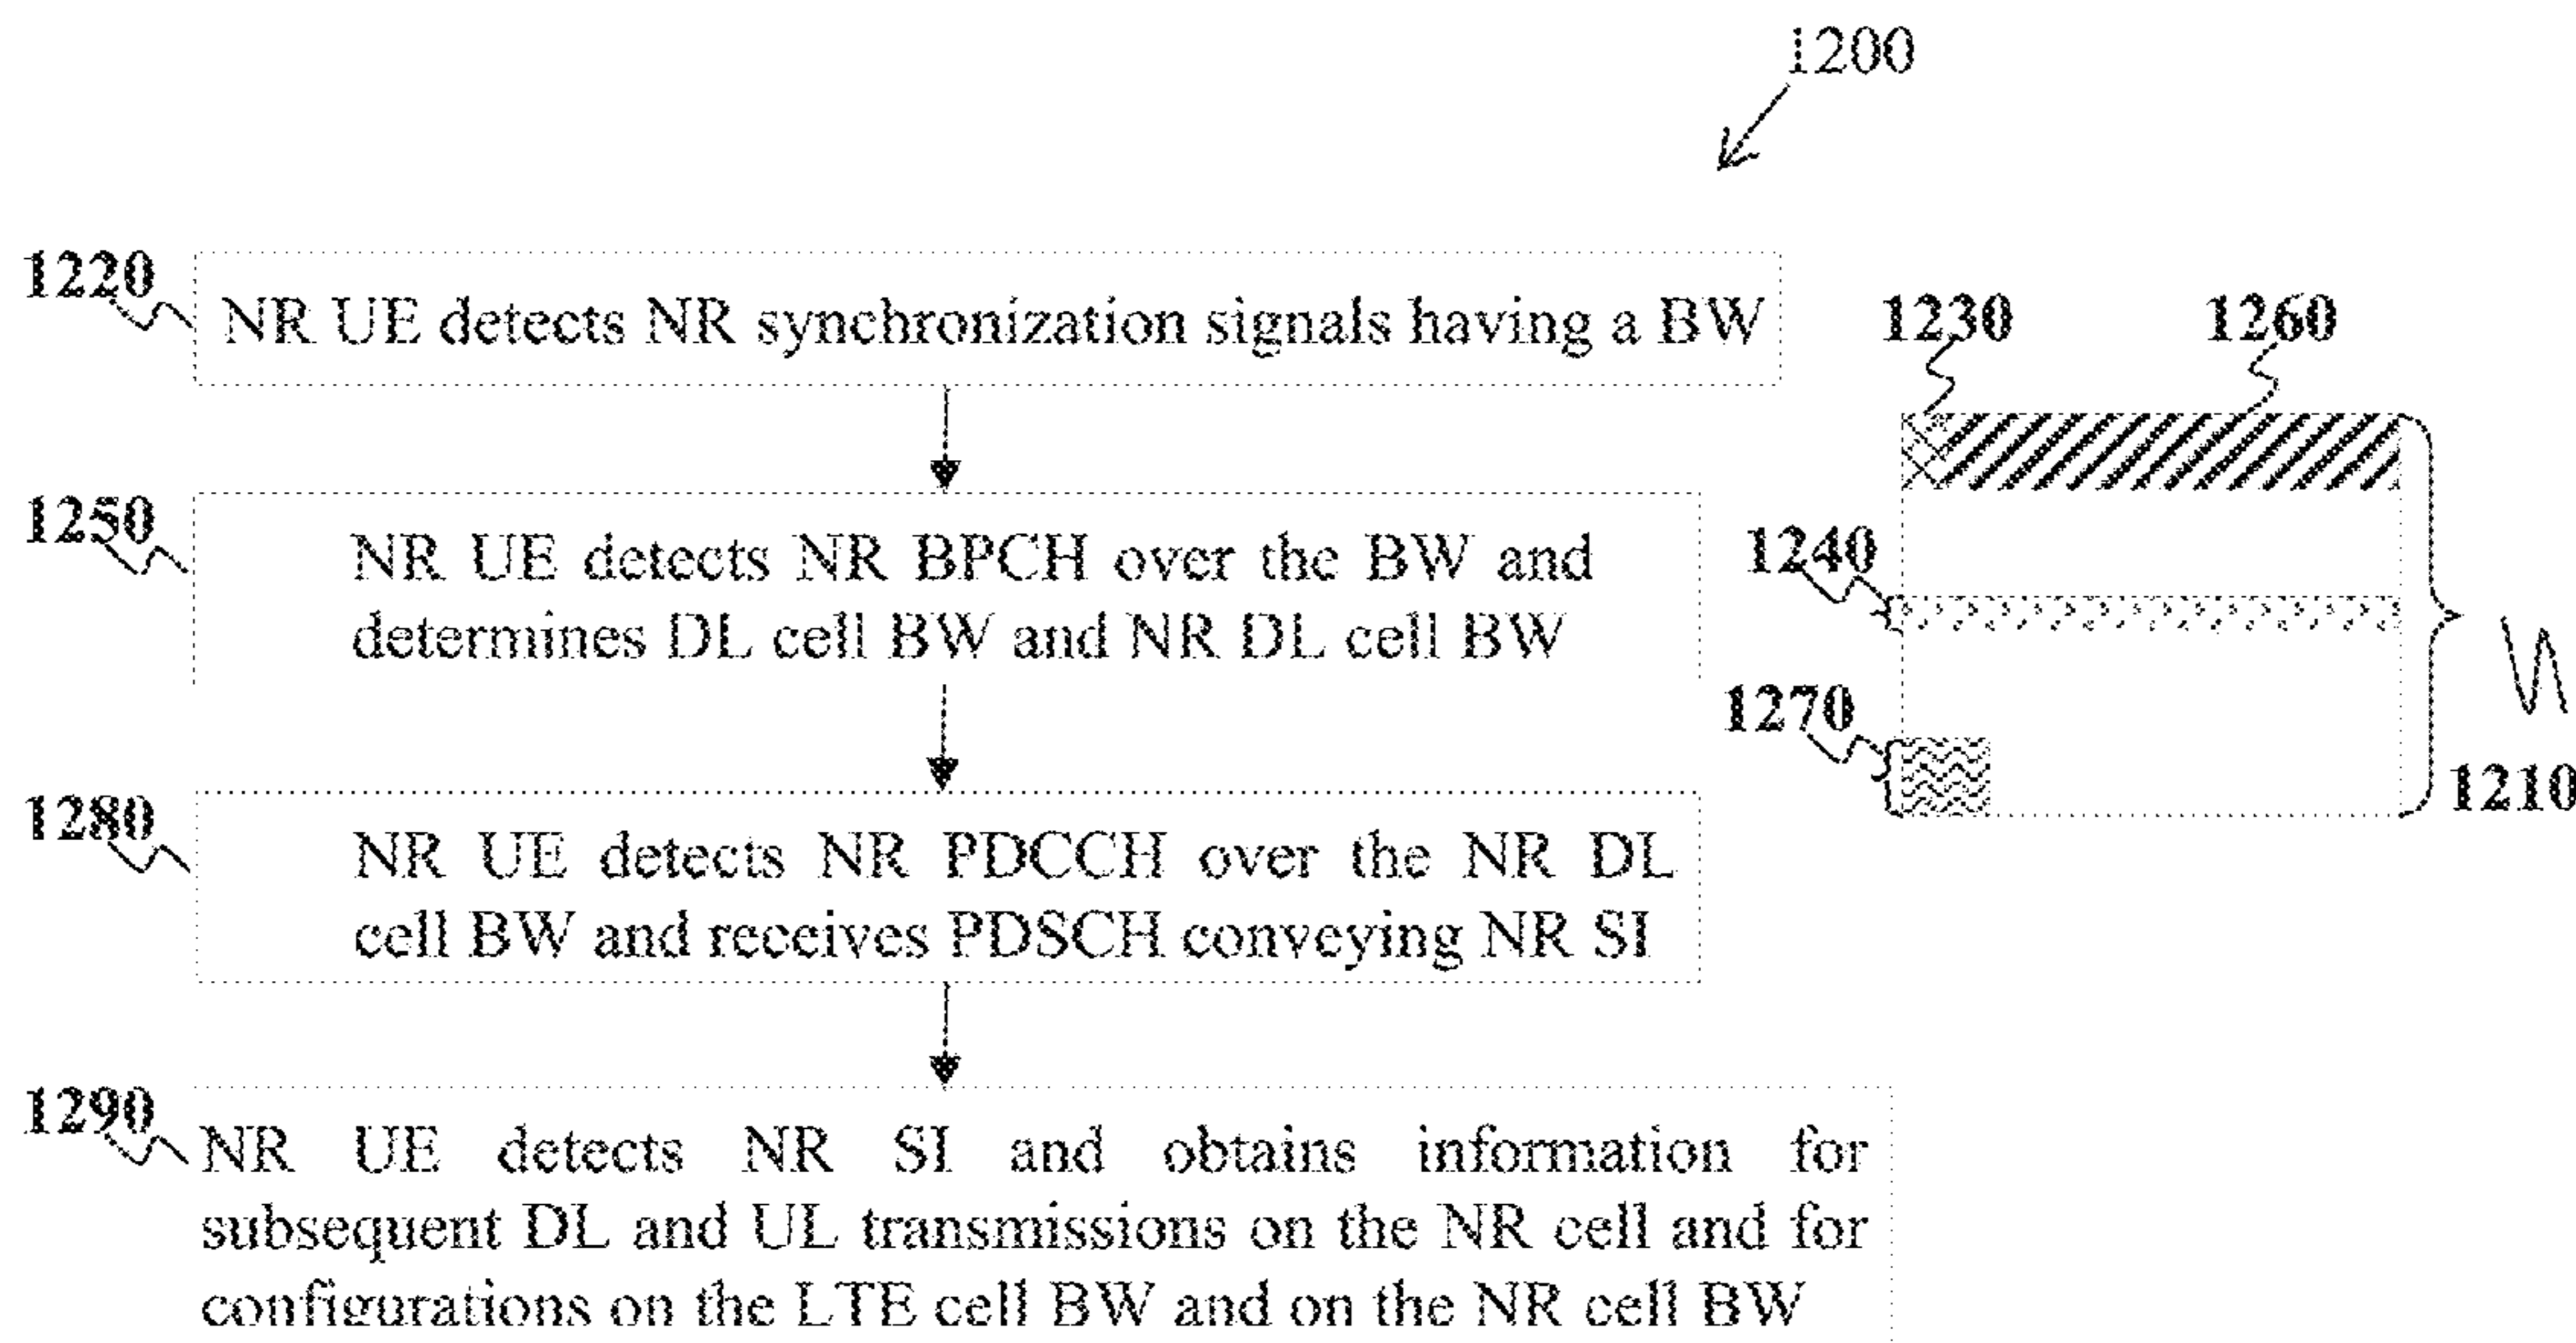 1200
1220
NR UE detects NR synchronization signals having a BW
1230
1260
1250
NR UE detects NR BPCH over the BW and
determines DL cell BW and NR DL cell BW
1240
1270
1210
1280
NR UE detects NR PDCCH over the NR DL
cell BW and receives PDSCH conveying NR SI
1290
NR UE detects NR SI and obtains information for
subsequent DL and UL transmissions on the NR cell and for
configurations on the LTE cell BW and on the NR cell BW